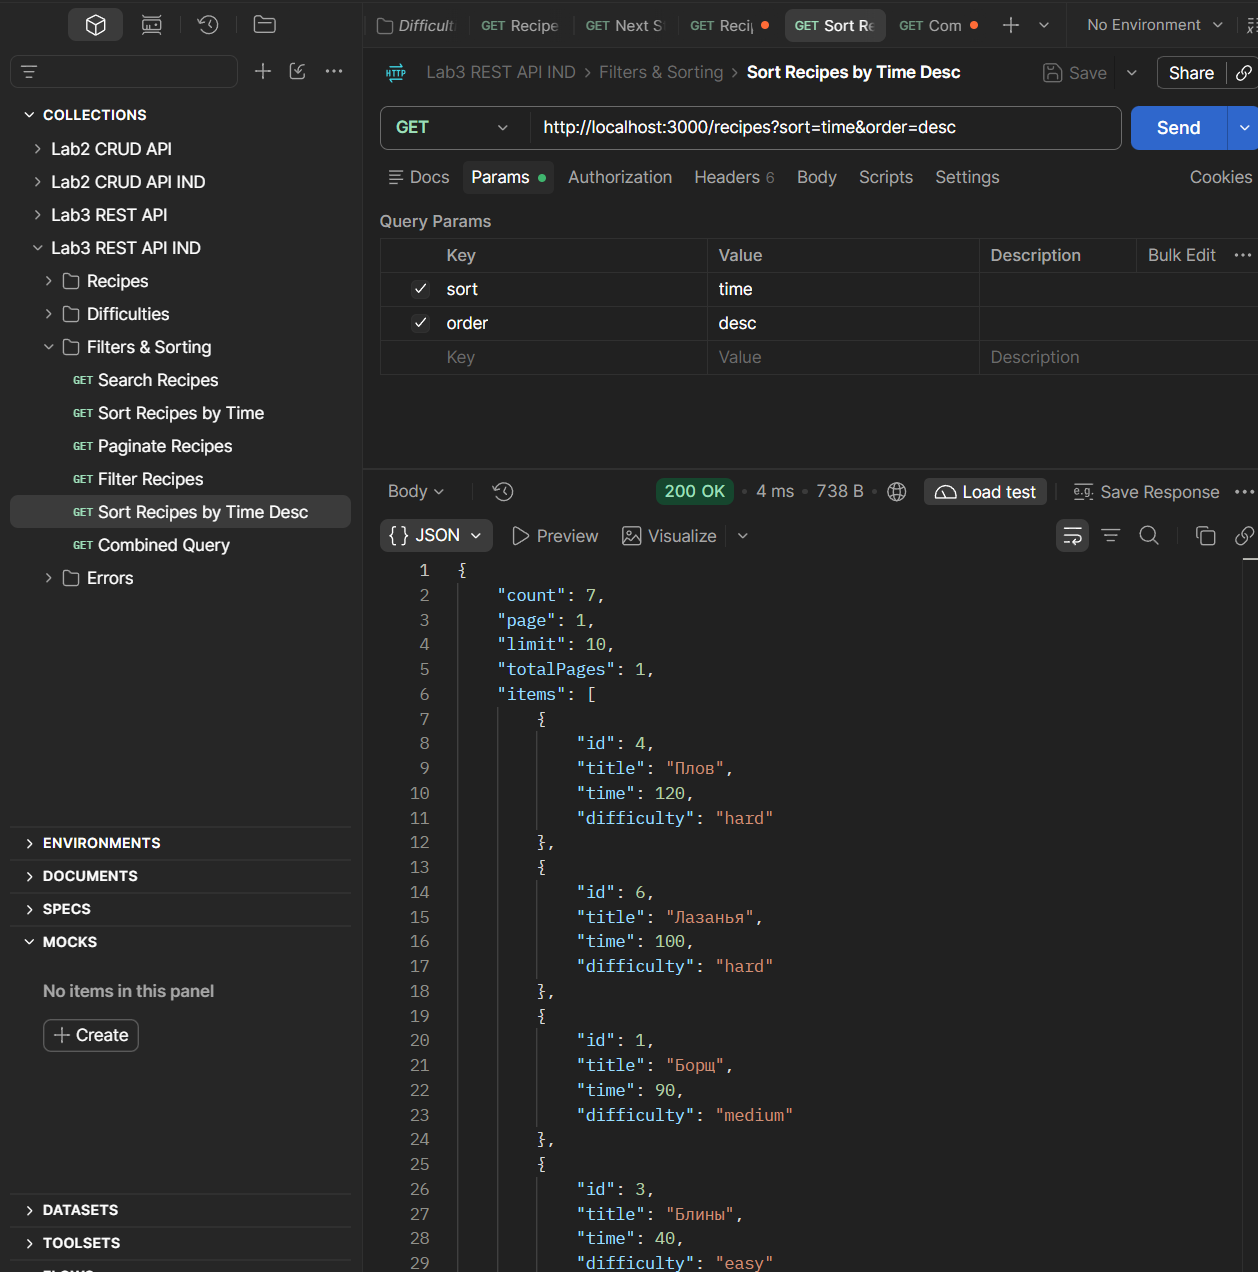 Difficult
GET Recipe
GET Next S
GET Reci
GET Sort Re
GET Com
No Environment
Lab3 REST API IND > Filters & Sorting > Sort Recipes by Time Desc
Save
Share
COLLECTIONS
Lab2 CRUD API
Lab2 CRUD API IND
Lab3 REST API
Lab3 REST API IND
Recipes
Difficulties
Filters & Sorting
GET Search Recipes
GET Sort Recipes by Time
GET Paginate Recipes
GET Filter Recipes
GET Sort Recipes by Time Desc
GET Combined Query
Errors
ENVIRONMENTS
DOCUMENTS
SPECS
MOCKS
No items in this panel
+ Create
DATASETS
TOOLSETS
HTTP
GET
http://localhost:3000/recipes?sort=time&order=desc
Send
Docs
Params
Authorization
Headers 6
Body
Scripts
Settings
Cookies
Query Params
Key Value Description Bulk Edit
sort time
order desc
Key Value Description
Body
200 OK
4 ms
738 B
Load test
e.g. Save Response
{} JSON
Preview
Visualize
1 {
2 "count": 7,
3 "page": 1,
4 "limit": 10,
5 "totalPages": 1,
6 "items": [
7 {
8 "id": 4,
9 "title": "Плов",
10 "time": 120,
11 "difficulty": "hard"
12 },
13 {
14 "id": 6,
15 "title": "Лазанья",
16 "time": 100,
17 "difficulty": "hard"
18 },
19 {
20 "id": 1,
21 "title": "Борщ",
22 "time": 90,
23 "difficulty": "medium"
24 },
25 {
26 "id": 3,
27 "title": "Блины",
28 "time": 40,
29 "difficulty": "easy"